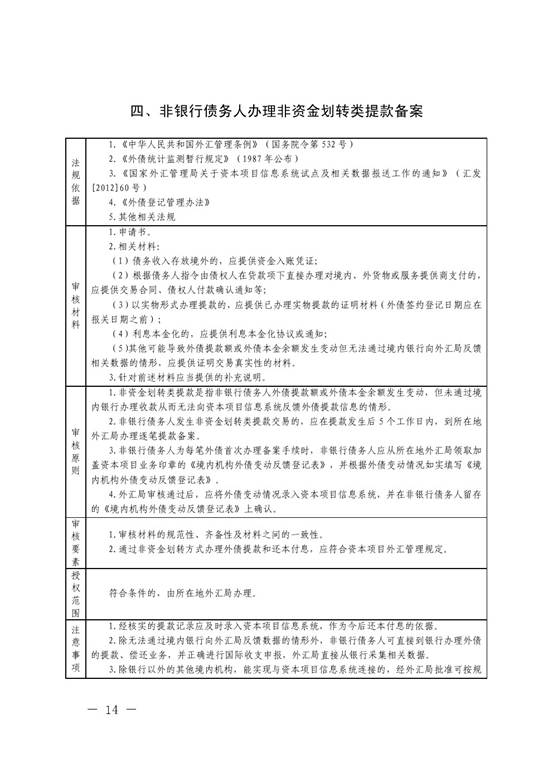 四、非银行债务人办理非资金划转类提款备案
法规依据
1.《中华人民共和国外汇管理条例》（国务院令第 532 号）
2.《外债统计监测暂行规定》（1987 年公布）
3.《国家外汇管理局关于资本项目信息系统试点及相关数据报送工作的通知》（汇发
[2012]60 号）
4.《外债登记管理办法》
5.其他相关法规
审核材料
1.申请书。
2.相关材料：
（1）债务收入存放境外的，应提供资金入账凭证；
（2）根据债务人指令由债权人在贷款项下直接办理对境内、外货物或服务提供商支付的，
应提供交易合同、债权人付款确认通知等；
（3）以实物形式办理提款的，应提供已办理实物提款的证明材料（外债签约登记日期应在
报关日期之前）；
（4）利息本金化的，应提供利息本金化协议或通知；
（5）其他可能导致外债提款额或外债本金余额发生变动但无法通过境内银行向外汇局反馈
相关数据的情形，应提供证明交易真实性的材料。
3.针对前述材料应当提供的补充说明。
审核原则
1.非资金划转类提款是指非银行债务人外债提款额或外债本金余额发生变动，但未通过境
内银行办理收款从而无法向资本项目信息系统反馈外债提款信息的情形。
2.非银行债务人发生非资金划转类提款交易的，应在提款发生后 5 个工作日内，到所在地
外汇局办理逐笔提款备案。
3.非银行债务人为每笔外债首次办理备案手续时，非银行债务人应从所在地外汇局领取加
盖资本项目业务印章的《境内机构外债变动反馈登记表》，并根据外债变动情况如实填写《境
内机构外债变动反馈登记表》。
4.外汇局审核通过后，应将外债变动情况录入资本项目信息系统，并在非银行债务人留存
的《境内机构外债变动反馈登记表》上确认。
审核要素
1.审核材料的规范性、齐备性及材料之间的一致性。
2.通过非资金划转方式办理外债提款和还本付息，应符合资本项目外汇管理规定。
授权范围
符合条件的，由所在地外汇局办理。
注意事项
1.经核实的提款记录应及时录入资本项目信息系统，作为今后还本付息的依据。
2.除无法通过境内银行向外汇局反馈数据的情形外，非银行债务人可直接到银行办理外债
的提款、偿还业务，并正确进行国际收支申报，外汇局直接从银行采集相关数据。
3.除银行以外的其他境内机构，能实现与资本项目信息系统连接的，经外汇局批准可按规
— 14 —